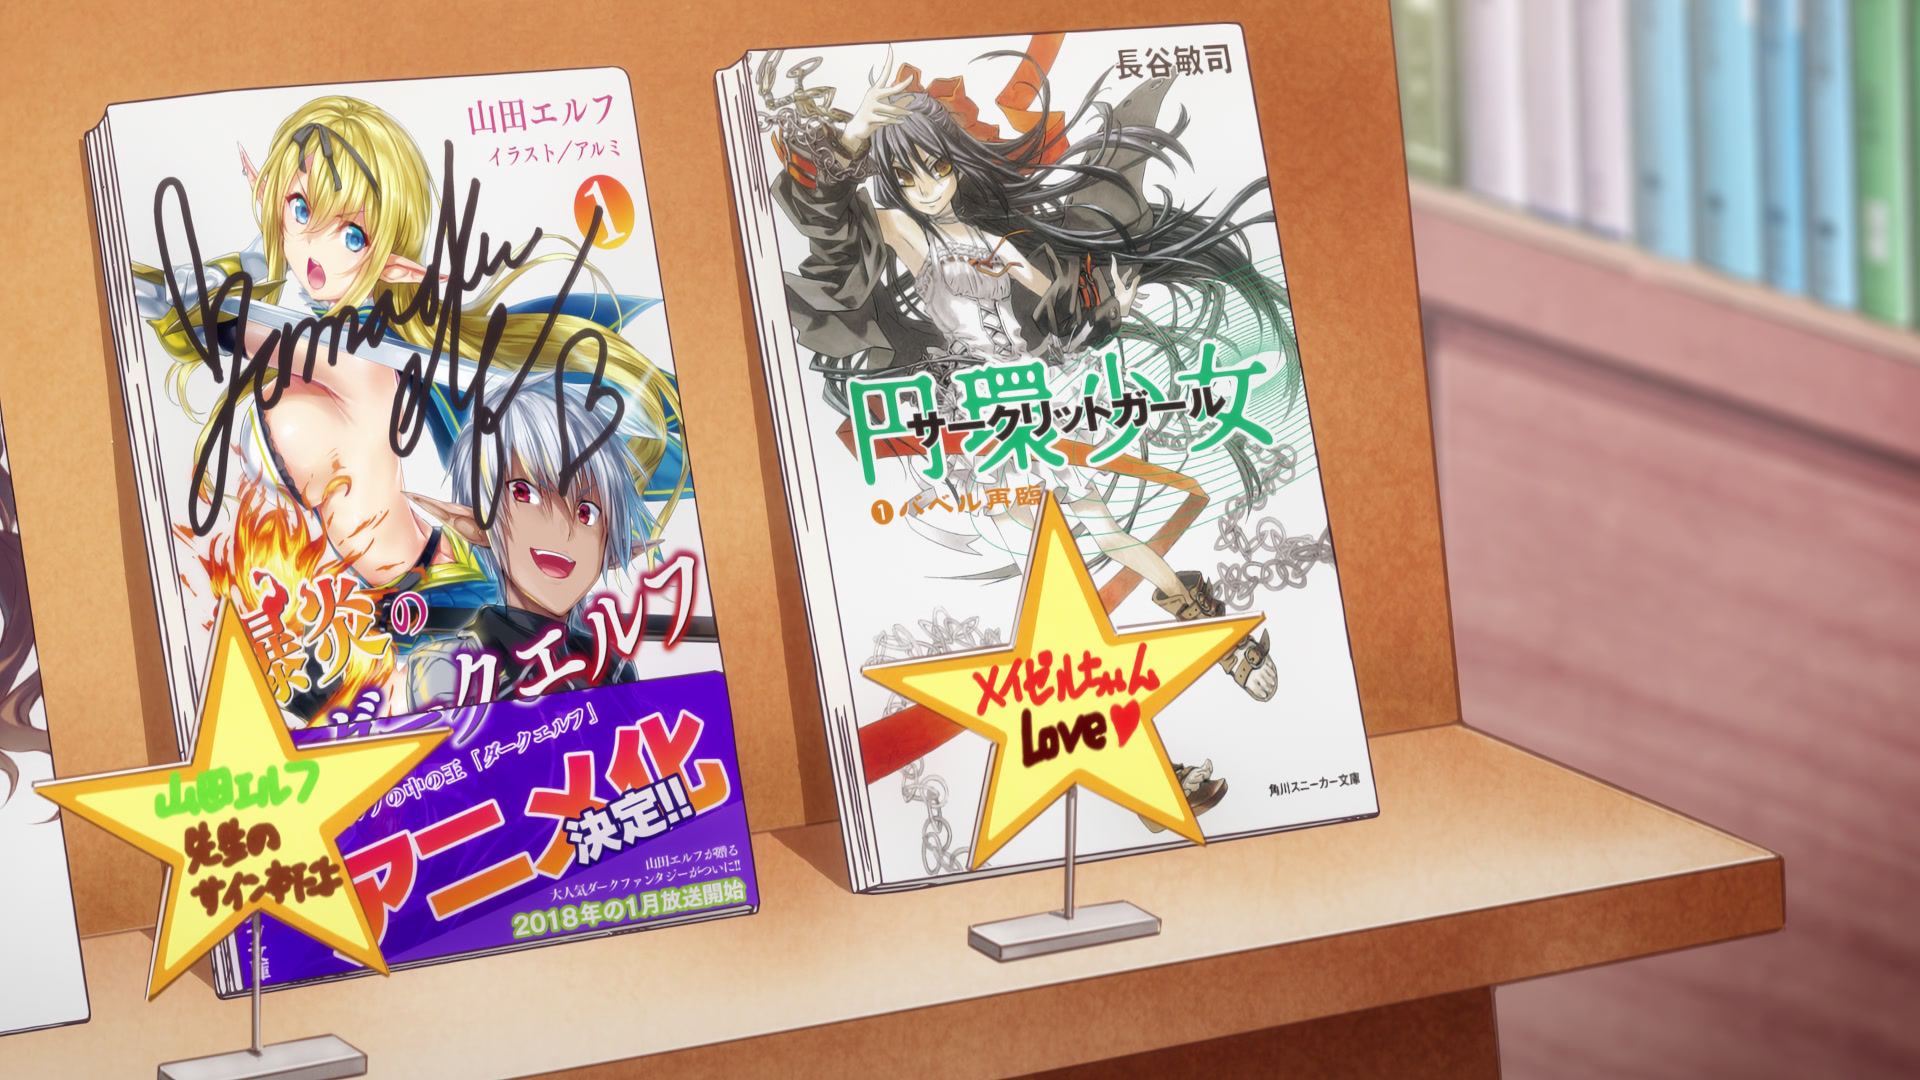 山田エルフ
イラスト/アルミ
1
Yamada Elf
爆炎の
ダークエルフ
の中の王「ダークエルフ」
アニメ化
決定!!
山田エルフが贈る
大人気ダークファンタジーがついに!!
2018年の1月放送開始
山田エルフ
先生の
サイン本だよ
長谷敏司
円環少女
サークリットガール
1 バベル再臨
メイゼルちゃん
Love♥
角川スニーカー文庫